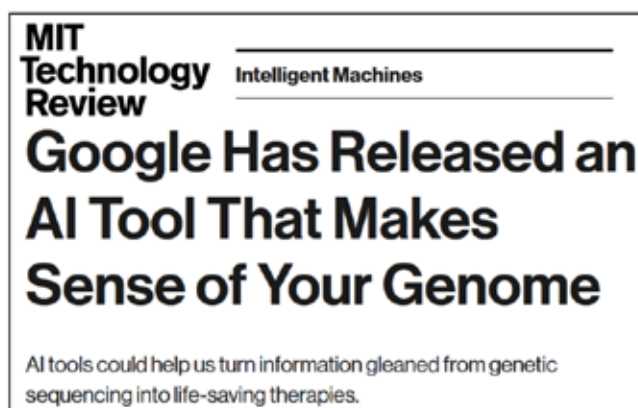 MIT
Technology
Review
Intelligent Machines
Google Has Released an
AI Tool That Makes
Sense of Your Genome
AI tools could help us turn information gleaned from genetic
sequencing into life-saving therapies.